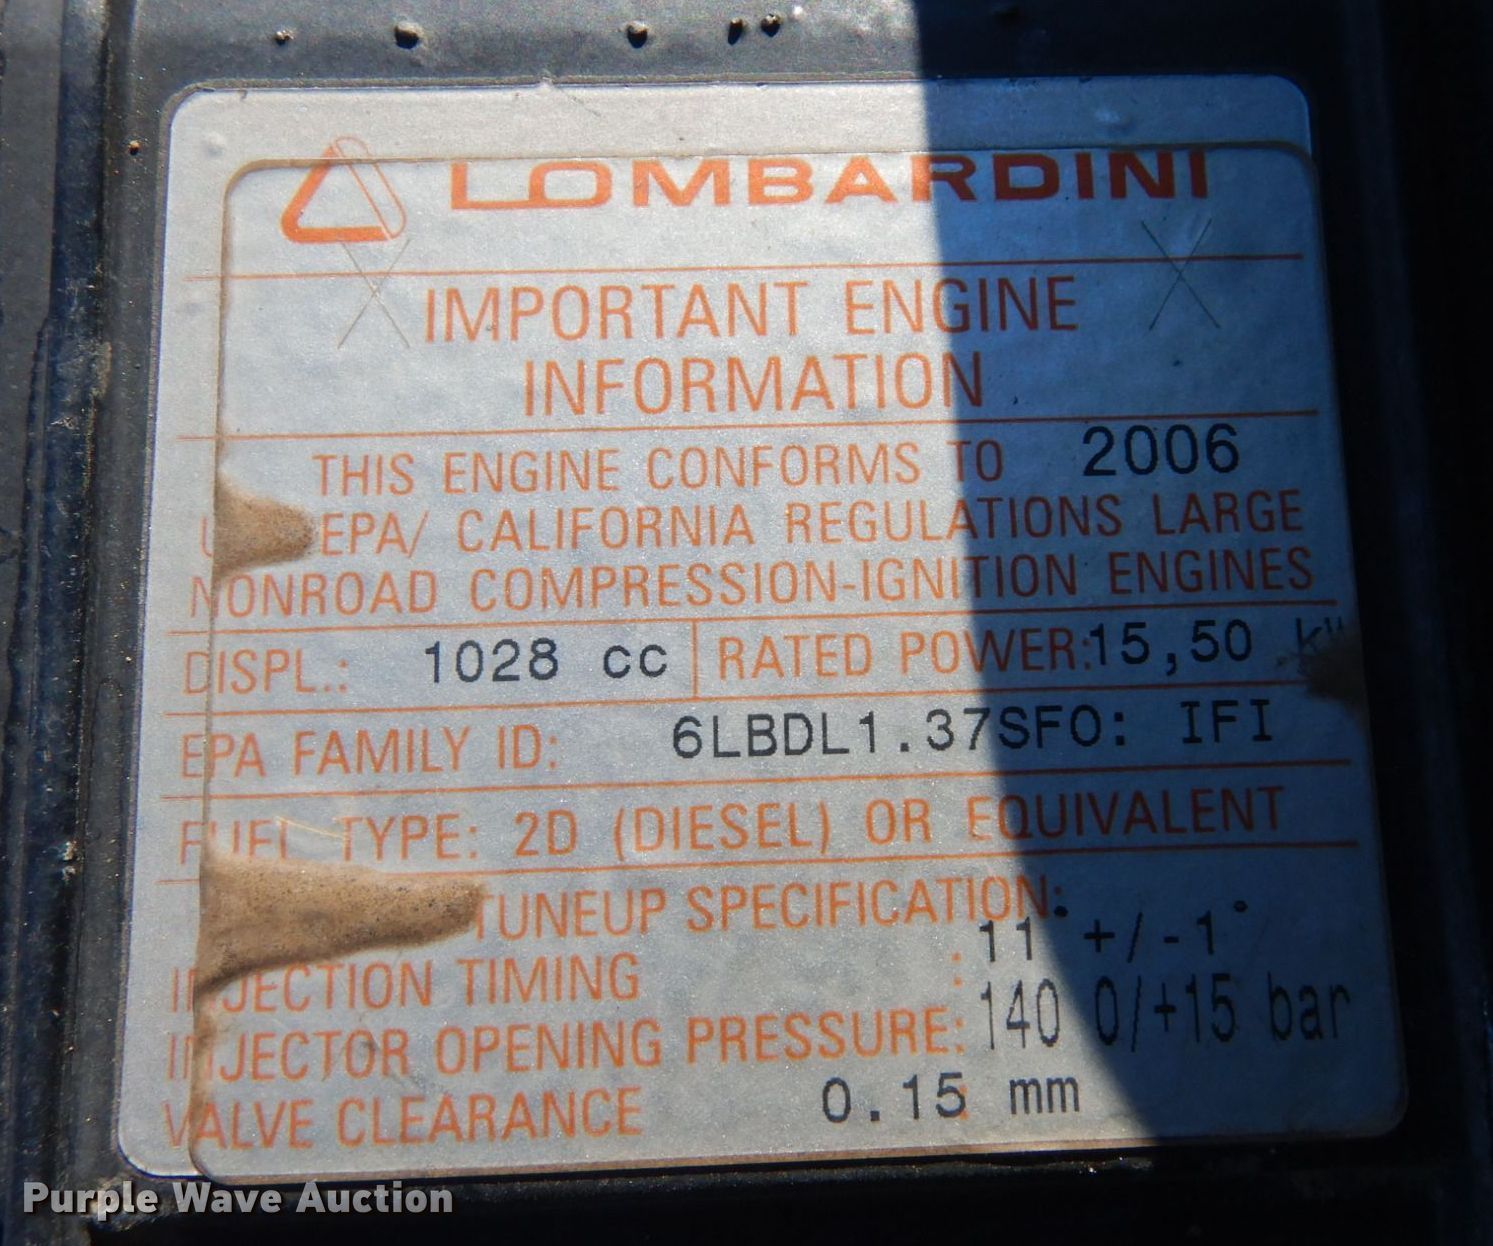 LOMBARDINI
IMPORTANT ENGINE
INFORMATION
THIS ENGINE CONFORMS TO 2006
EPA/ CALIFORNIA REGULATIONS LARGE
NONROAD COMPRESSION-IGNITION ENGINES
DISPL.: 1028 cc RATED POWER: 15,50 kW
EPA FAMILY ID: 6LBDL1.37SFO: IFI
FUEL TYPE: 2D (DIESEL) OR EQUIVALENT
TUNEUP SPECIFICATION:
INJECTION TIMING : 11° +/-1°
INJECTOR OPENING PRESSURE: 140 0/+15 bar
VALVE CLEARANCE : 0.15 mm
Purple Wave Auction